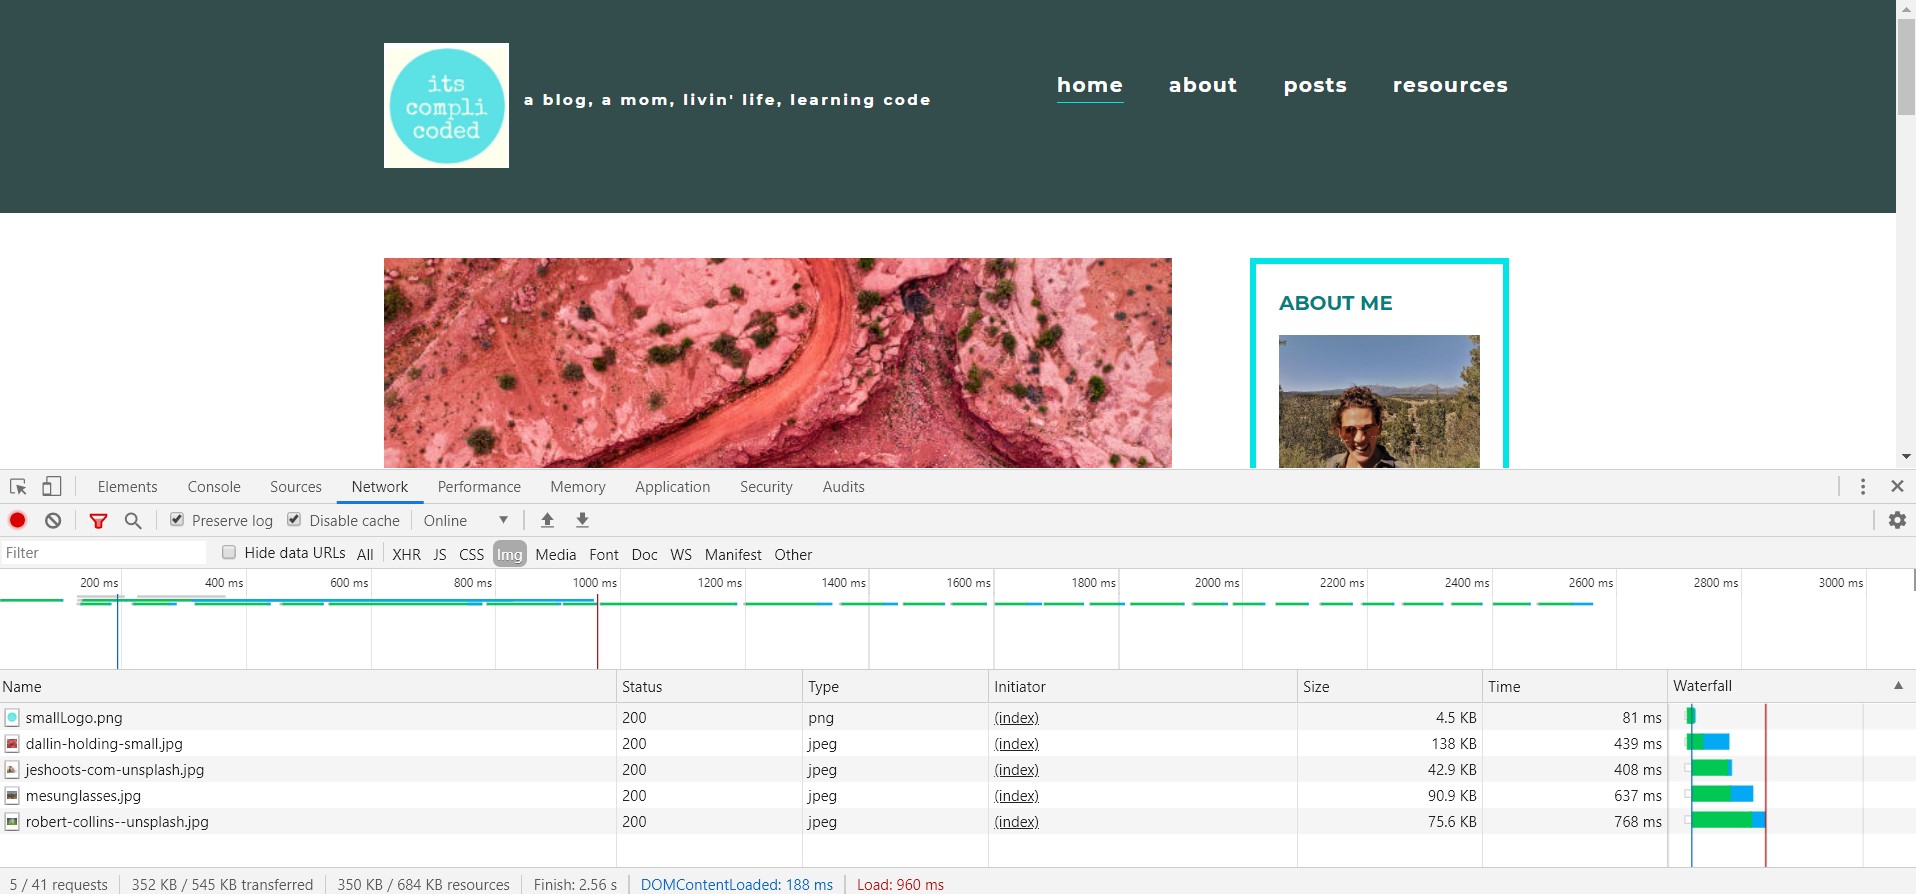 its
compli
coded
a blog, a mom, livin' life, learning code
home about posts resources
ABOUT ME
Elements Console Sources Network Performance Memory Application Security Audits
Preserve log Disable cache Online
Filter Hide data URLs All XHR JS CSS Img Media Font Doc WS Manifest Other
200 ms 400 ms 600 ms 800 ms 1000 ms 1200 ms 1400 ms 1600 ms 1800 ms 2000 ms 2200 ms 2400 ms 2600 ms 2800 ms 3000 ms
Name Status Type Initiator Size Time Waterfall
smallLogo.png 200 png (index) 4.5 KB 81 ms
dallin-holding-small.jpg 200 jpeg (index) 138 KB 439 ms
jeshoots-com-unsplash.jpg 200 jpeg (index) 42.9 KB 408 ms
mesunglasses.jpg 200 jpeg (index) 90.9 KB 637 ms
robert-collins--unsplash.jpg 200 jpeg (index) 75.6 KB 768 ms
5 / 41 requests 352 KB / 545 KB transferred 350 KB / 684 KB resources Finish: 2.56 s DOMContentLoaded: 188 ms Load: 960 ms